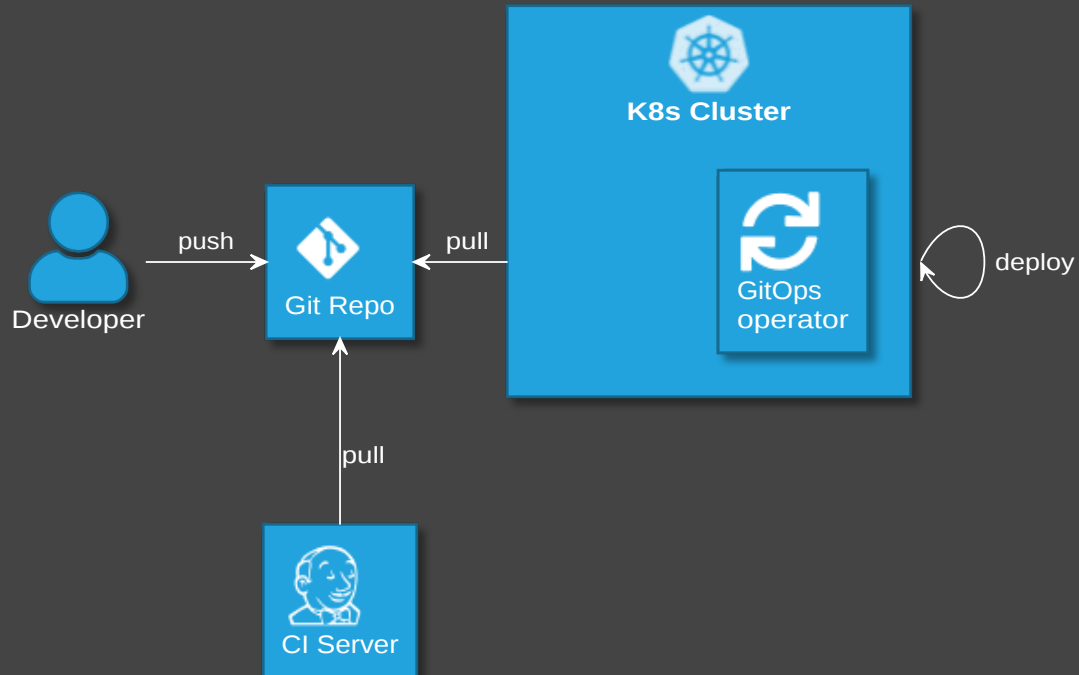 K8s Cluster
push
pull
deploy
Developer
Git Repo
GitOps
operator
pull
CI Server